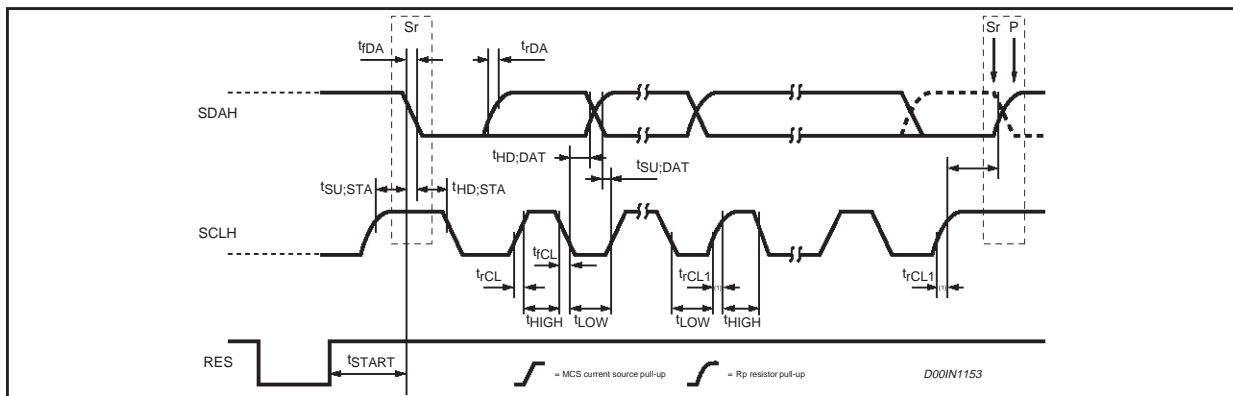 Sr
Sr P
tfDA
trDA
SDAH
tHD;DAT
tSU;DAT
tSU;STA
tHD;STA
SCLH
tfCL
trCL
trCL1
(1)
trCL1
(1)
tHIGH
tLOW
tLOW
tHIGH
RES
tSTART
= MCS current source pull-up
= Rp resistor pull-up
D00IN1153